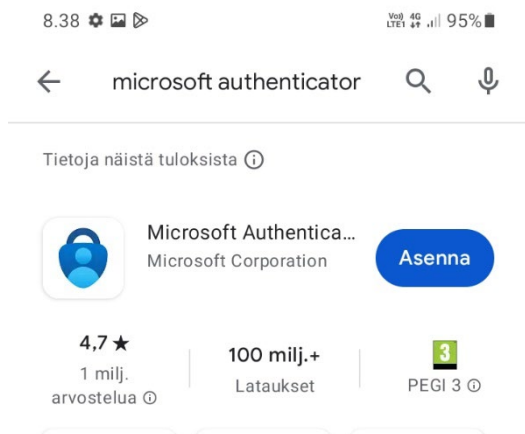 8.38 Vo)) 4G LTE1 95%
microsoft authenticator
Tietoja näistä tuloksista
Microsoft Authentica...
Microsoft Corporation
Asenna
4,7 ★
1 milj.
arvostelua
100 milj.+
Lataukset
3
PEGI 3